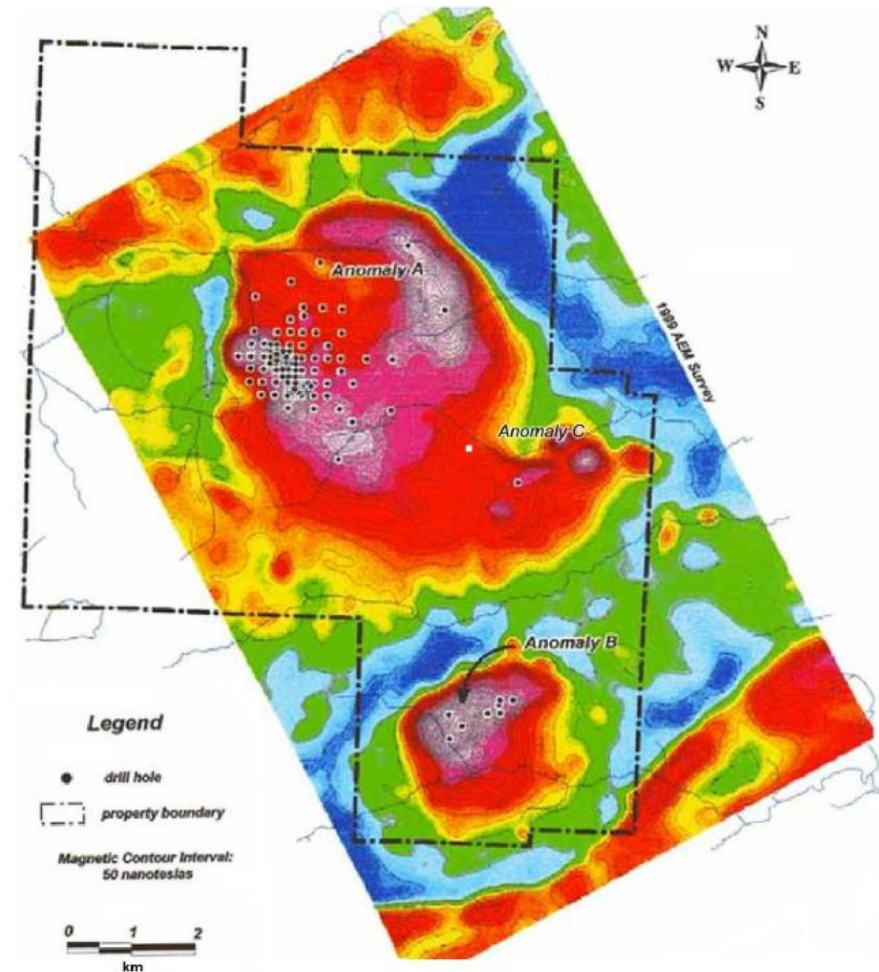 N
W E
S
Anomaly A
1999 AEM Survey
Anomaly C
Anomaly B
Legend
drill hole
property boundary
Magnetic Contour Interval:
50 nanoteslas
0 1 2
km